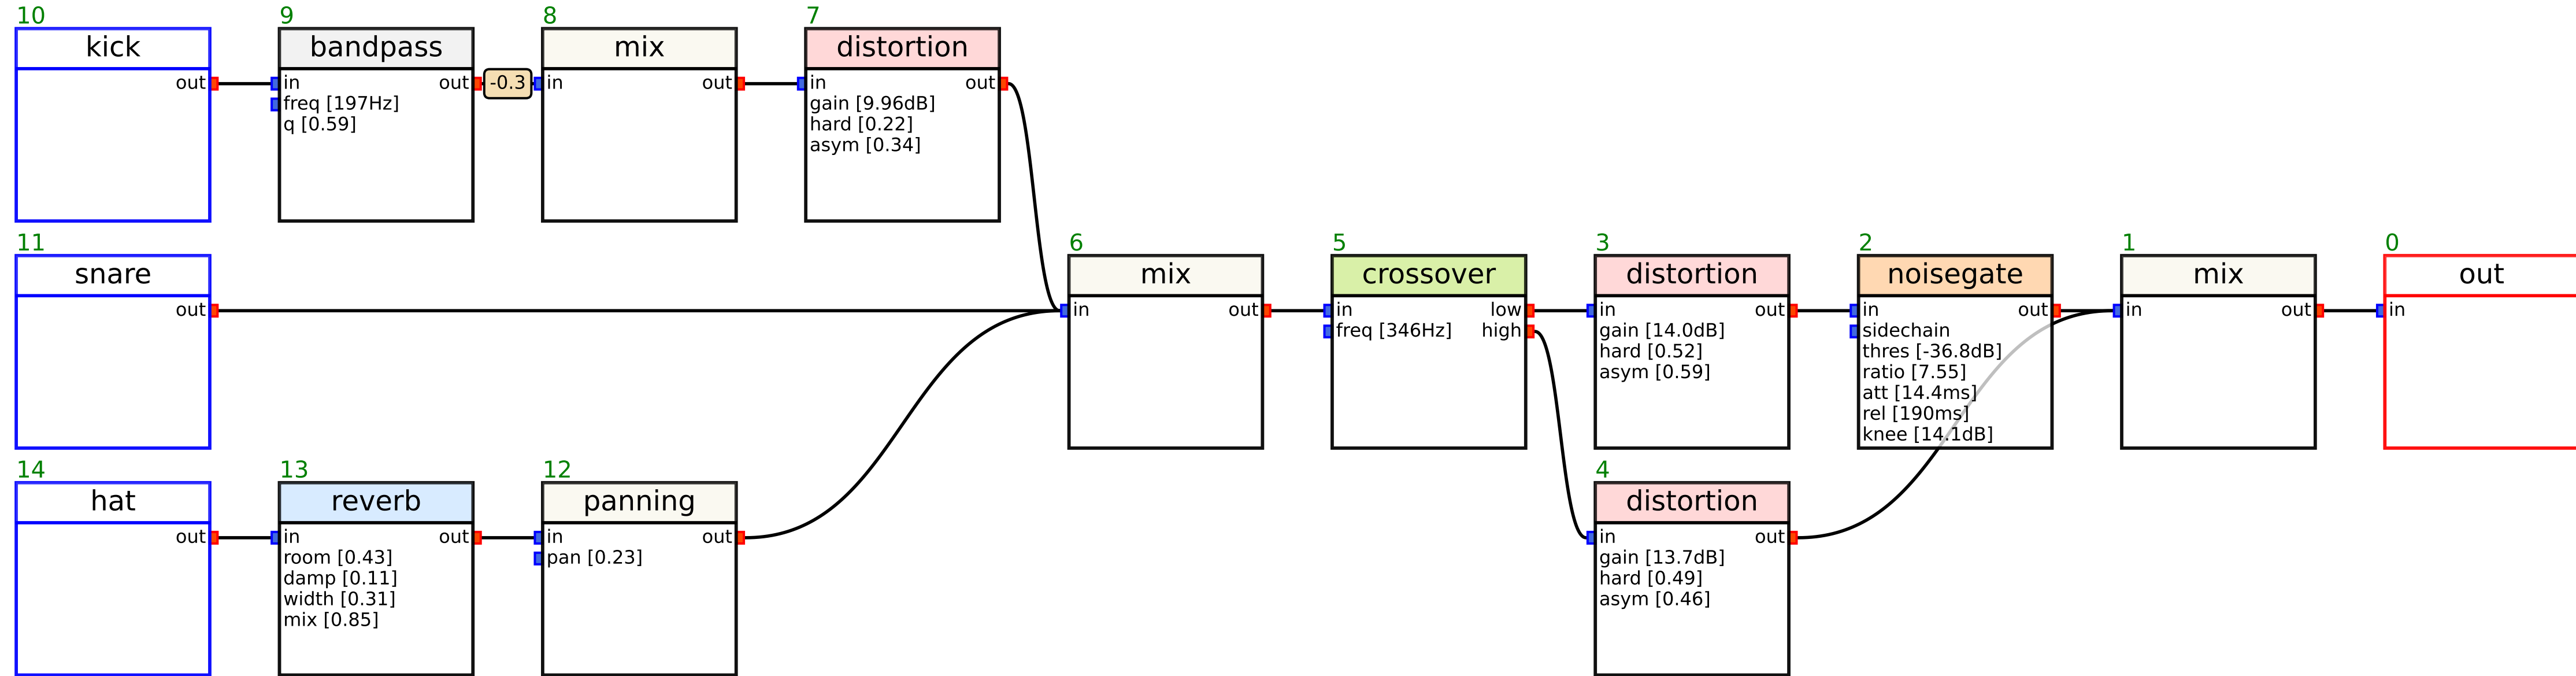 10
kick
out
9
bandpass
in out
freq [197Hz]
q [0.59]
-0.3
8
mix
in out
7
distortion
in out
gain [9.96dB]
hard [0.22]
asym [0.34]
11
snare
out
6
mix
in out
5
crossover
in low
freq [346Hz] high
3
distortion
in out
gain [14.0dB]
hard [0.52]
asym [0.59]
2
noisegate
in out
sidechain
thres [-36.8dB]
ratio [7.55]
att [14.4ms]
rel [190ms]
knee [14.1dB]
1
mix
in out
0
out
in
14
hat
out
13
reverb
in out
room [0.43]
damp [0.11]
width [0.31]
mix [0.85]
12
panning
in out
pan [0.23]
4
distortion
in out
gain [13.7dB]
hard [0.49]
asym [0.46]